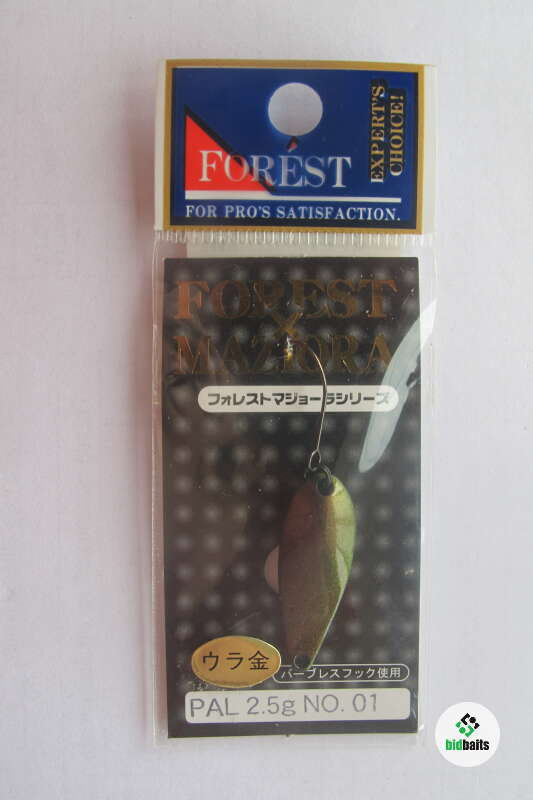 EXPERT'S
CHOICE!
FORÉST
FOR PRO'S SATISFACTION.
FOREST
×
MAZIORA
フォレストマジョーラシリーズ
ウラ金
バーブレスフック使用
PAL 2.5g NO. 01
bidbaits